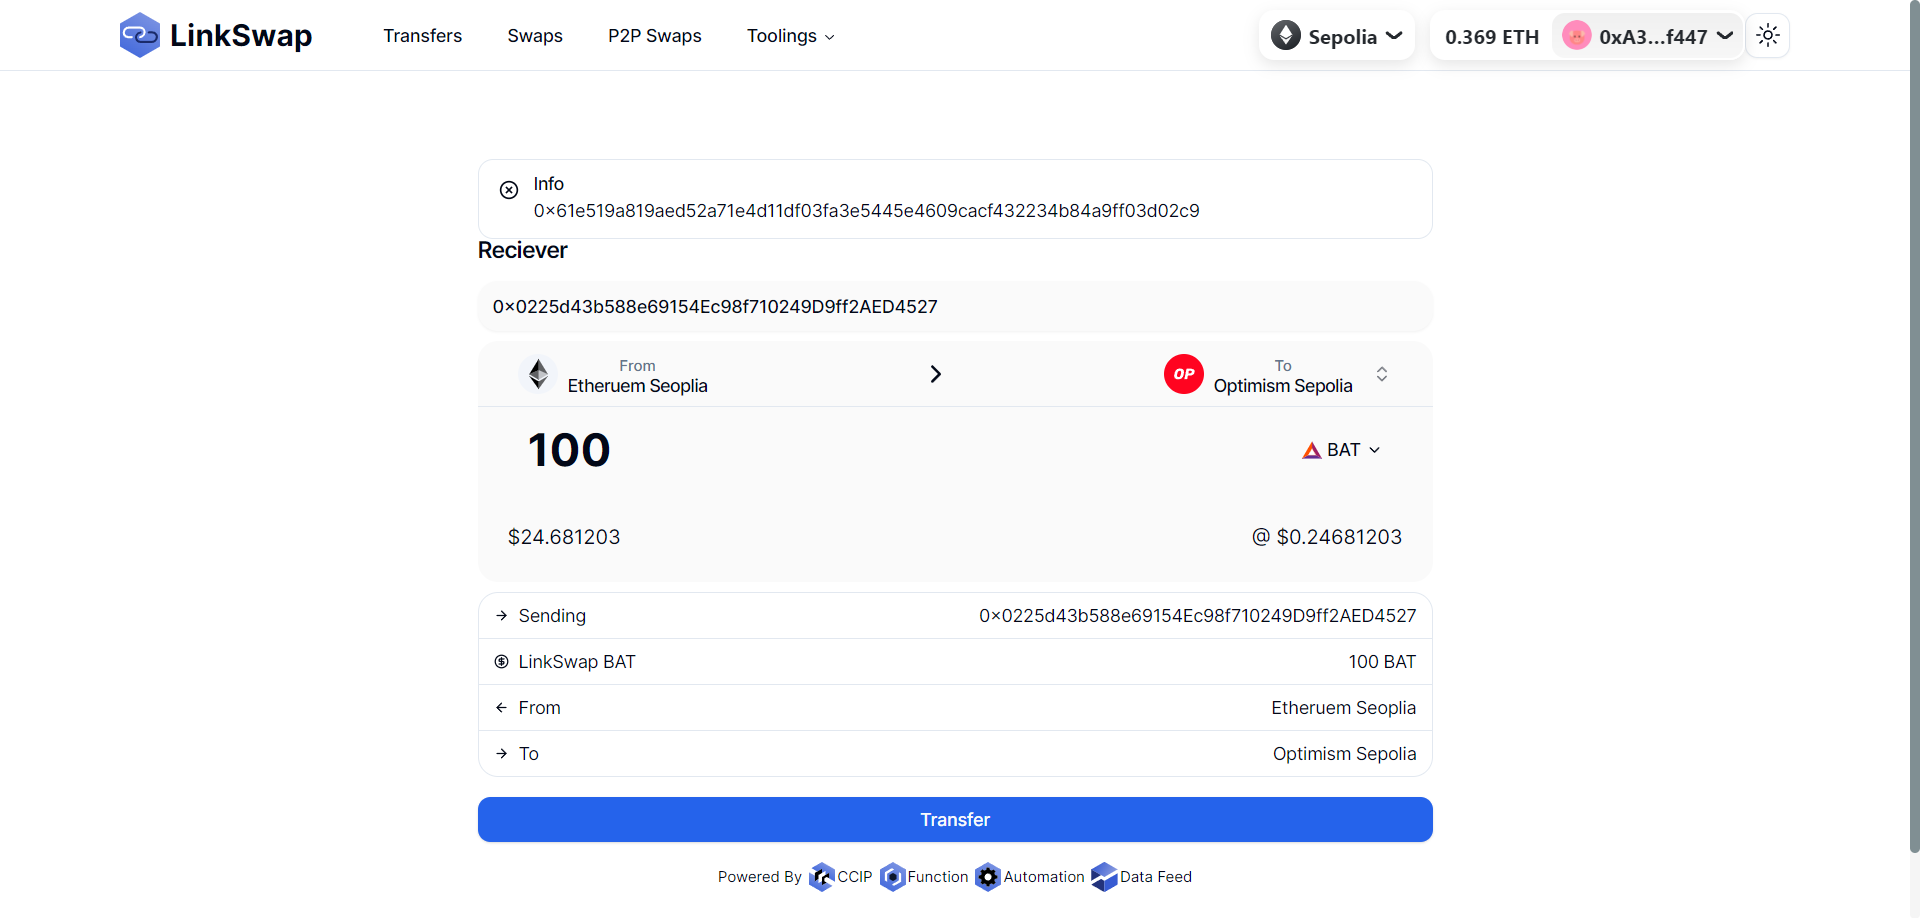 LinkSwap Transfers Swaps P2P Swaps Toolings Sepolia 0.369 ETH 0xA3...f447
Info
0x61e519a819aed52a71e4d11df03fa3e5445e4609cacf432234b84a9ff03d02c9
Reciever
0x0225d43b588e69154Ec98f710249D9ff2AED4527
From
Etheruem Seoplia
OP
To
Optimism Sepolia
100
BAT
$24.681203 @ $0.24681203
Sending 0x0225d43b588e69154Ec98f710249D9ff2AED4527
LinkSwap BAT 100 BAT
From Etheruem Seoplia
To Optimism Sepolia
Transfer
Powered By CCIP Function Automation Data Feed